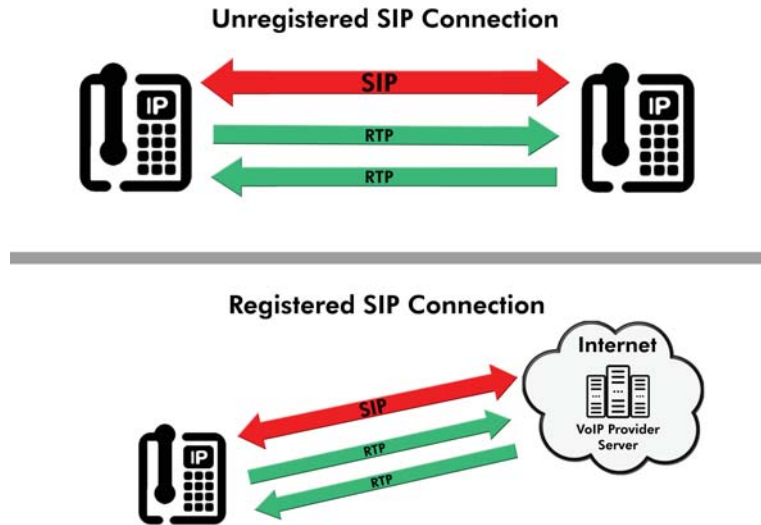 Unregistered SIP Connection
IP
SIP
IP
RTP
RTP
Registered SIP Connection
Internet
VoIP Provider
Server
SIP
IP
RTP
RTP